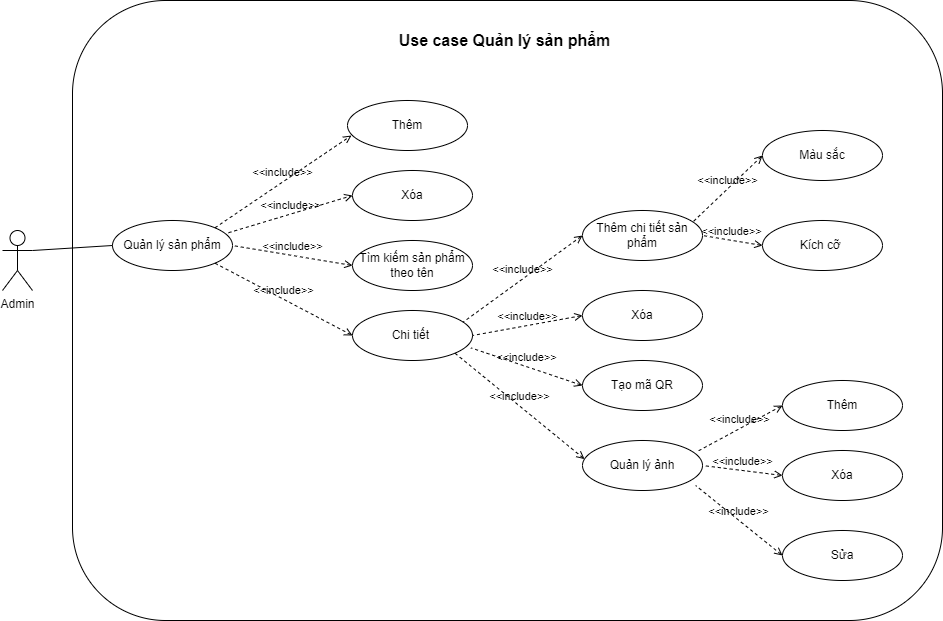 Use case Quản lý sản phẩm
Thêm
<<include>>
Xóa
<<include>>
Quản lý sản phẩm
<<include>>
Tìm kiếm sản phẩm
theo tên
<<include>>
Chi tiết
Admin
<<include>>
Thêm chi tiết sản
phẩm
<<include>>
Màu sắc
<<include>>
Kích cỡ
<<include>>
Xóa
<<include>>
Tạo mã QR
<<include>>
Quản lý ảnh
<<include>>
Thêm
<<include>>
Xóa
<<include>>
Sửa